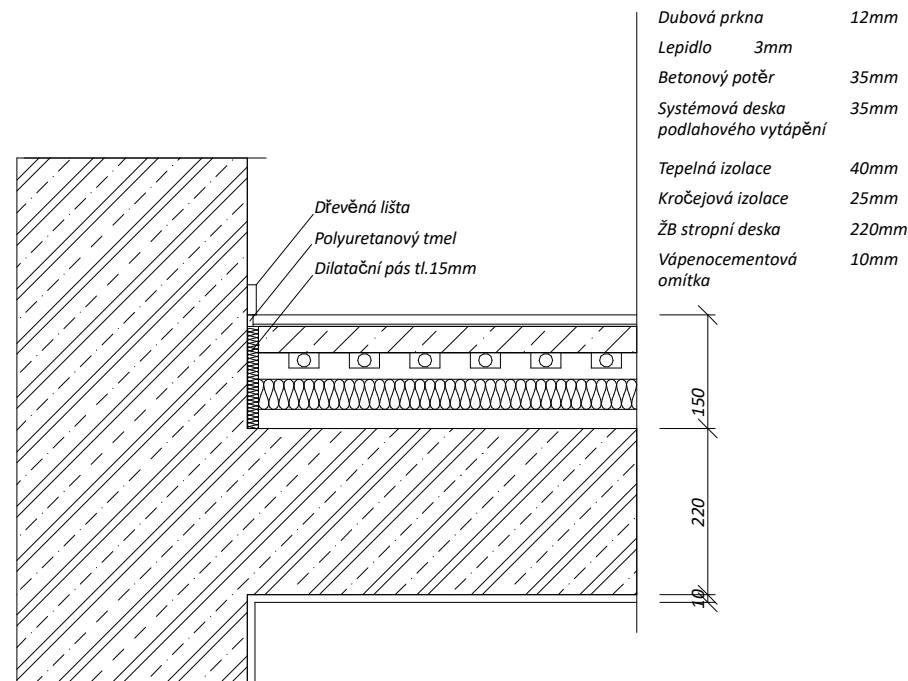 Dubová prkna 12mm
Lepidlo 3mm
Betonový potěr 35mm
Systémová deska 35mm
podlahového vytápění
Tepelná izolace 40mm
Kročejová izolace 25mm
ŽB stropní deska 220mm
Vápenocementová 10mm
omítka
Dřevěná lišta
Polyuretanový tmel
Dilatační pás tl.15mm
150
220
10